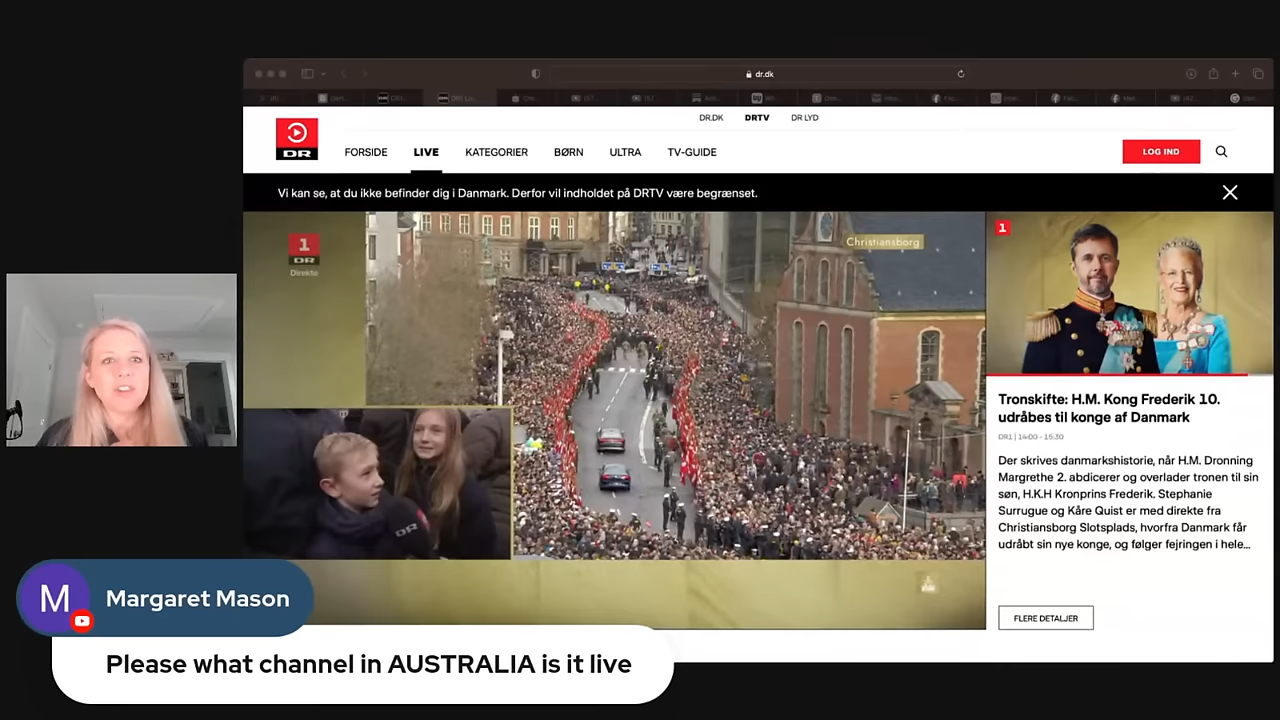 dr.dk
DR.DK DRTV DR LYD
DR
FORSIDE LIVE KATEGORIER BØRN ULTRA TV-GUIDE
LOG IND
Vi kan se, at du ikke befinder dig i Danmark. Derfor vil indholdet på DRTV være begrænset.
1
DR
Direkte
Christiansborg
DR
1
Tronskifte: H.M. Kong Frederik 10.
udråbes til konge af Danmark
DR1 | 14:00 - 15:30
Der skrives danmarkshistorie, når H.M. Dronning
Margrethe 2. abdicerer og overlader tronen til sin
søn, H.K.H Kronprins Frederik. Stephanie
Surrugue og Kåre Quist er med direkte fra
Christiansborg Slotsplads, hvorfra Danmark får
udråbt sin nye konge, og følger fejringen i hele...
FLERE DETALJER
M
Margaret Mason
Please what channel in AUSTRALIA is it live